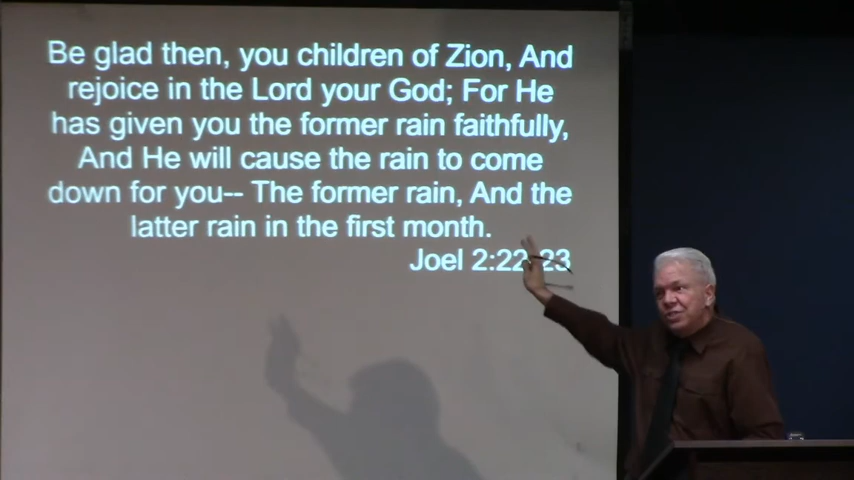 Be glad then, you children of Zion, And
rejoice in the Lord your God; For He
has given you the former rain faithfully,
And He will cause the rain to come
down for you-- The former rain, And the
latter rain in the first month.
Joel 2:22-23